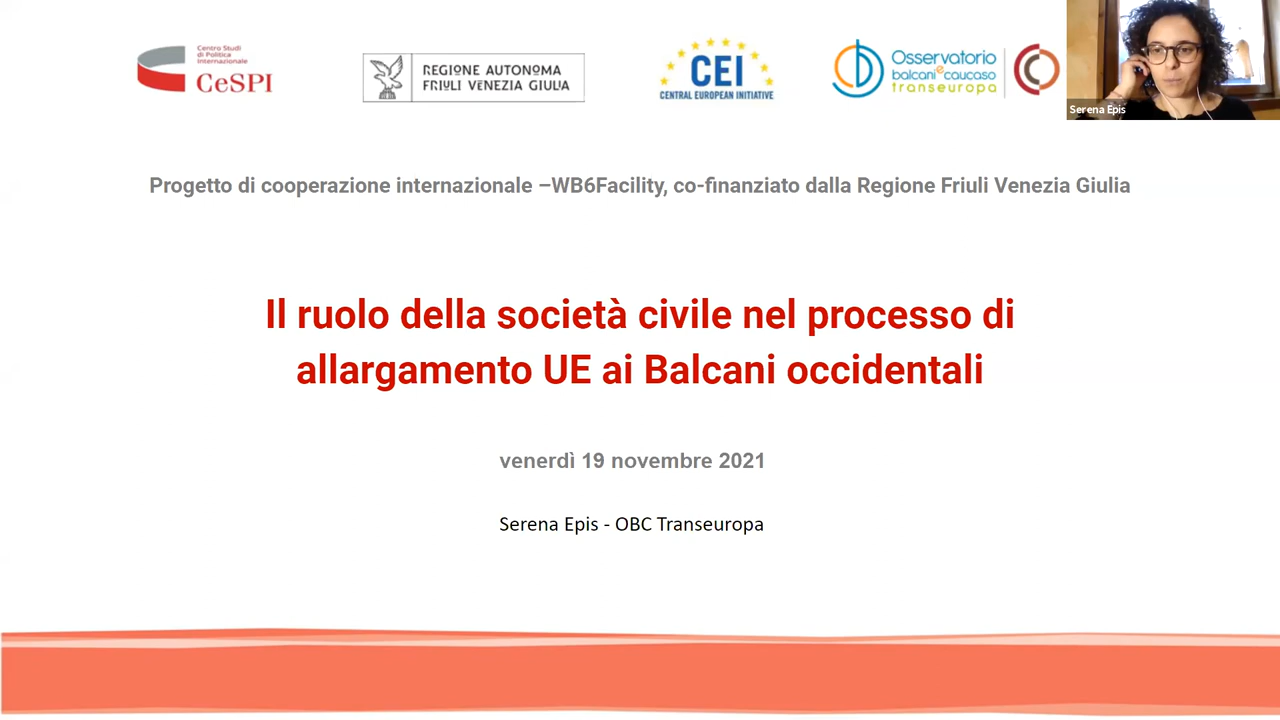 Centro Studi
di Politica
Internazionale
CeSPI
REGIONE AUTONOMA
FRIULI VENEZIA GIULIA
CEI
CENTRAL EUROPEAN INITIATIVE
Osservatorio
balcani e caucaso
transeuropa
Serena Epis
Progetto di cooperazione internazionale –WB6Facility, co-finanziato dalla Regione Friuli Venezia Giulia
Il ruolo della società civile nel processo di
allargamento UE ai Balcani occidentali
venerdì 19 novembre 2021
Serena Epis - OBC Transeuropa